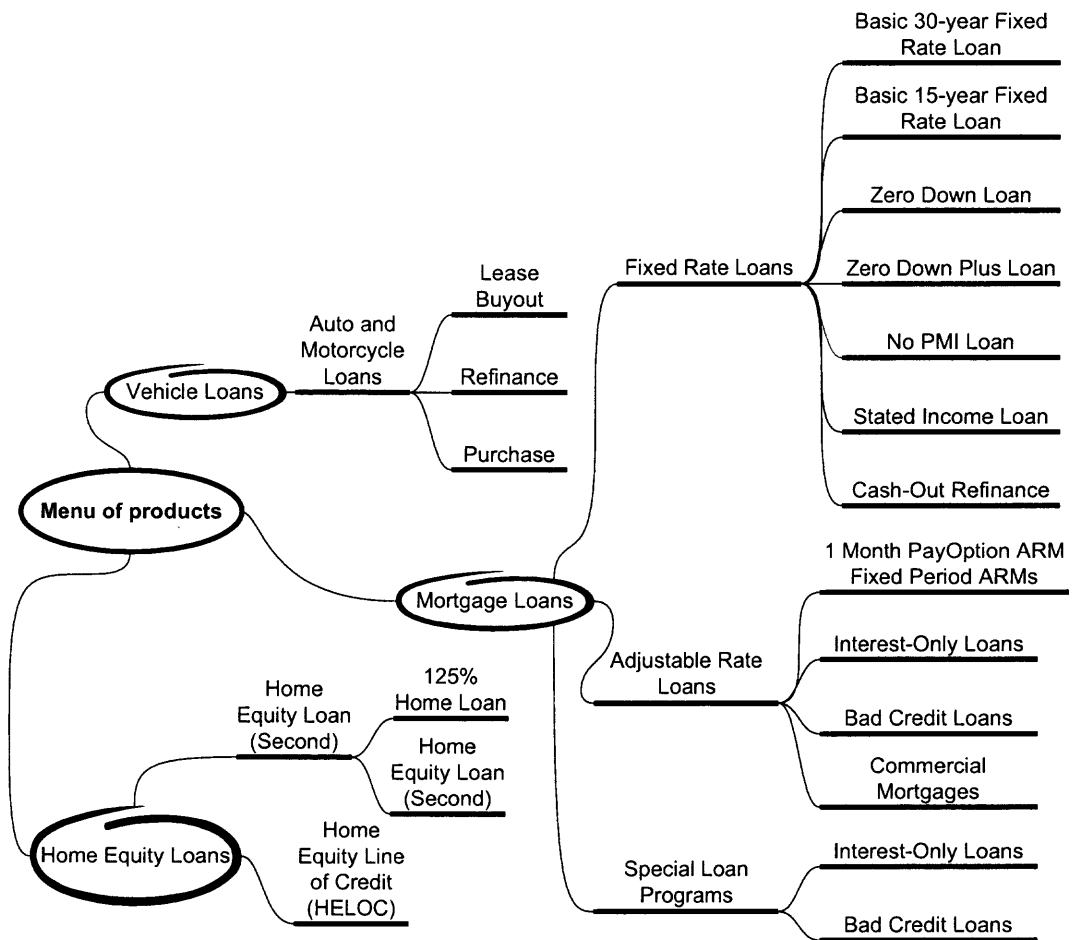 Menu of products
Vehicle Loans
Auto and
Motorcycle
Loans
Lease
Buyout
Refinance
Purchase
Mortgage Loans
Fixed Rate Loans
Basic 30-year Fixed
Rate Loan
Basic 15-year Fixed
Rate Loan
Zero Down Loan
Zero Down Plus Loan
No PMI Loan
Stated Income Loan
Cash-Out Refinance
Adjustable Rate
Loans
1 Month PayOption ARM
Fixed Period ARMs
Interest-Only Loans
Bad Credit Loans
Commercial
Mortgages
Special Loan
Programs
Interest-Only Loans
Bad Credit Loans
Home Equity Loans
Home
Equity Loan
(Second)
125%
Home Loan
Home
Equity Loan
(Second)
Home
Equity Line
of Credit
(HELOC)